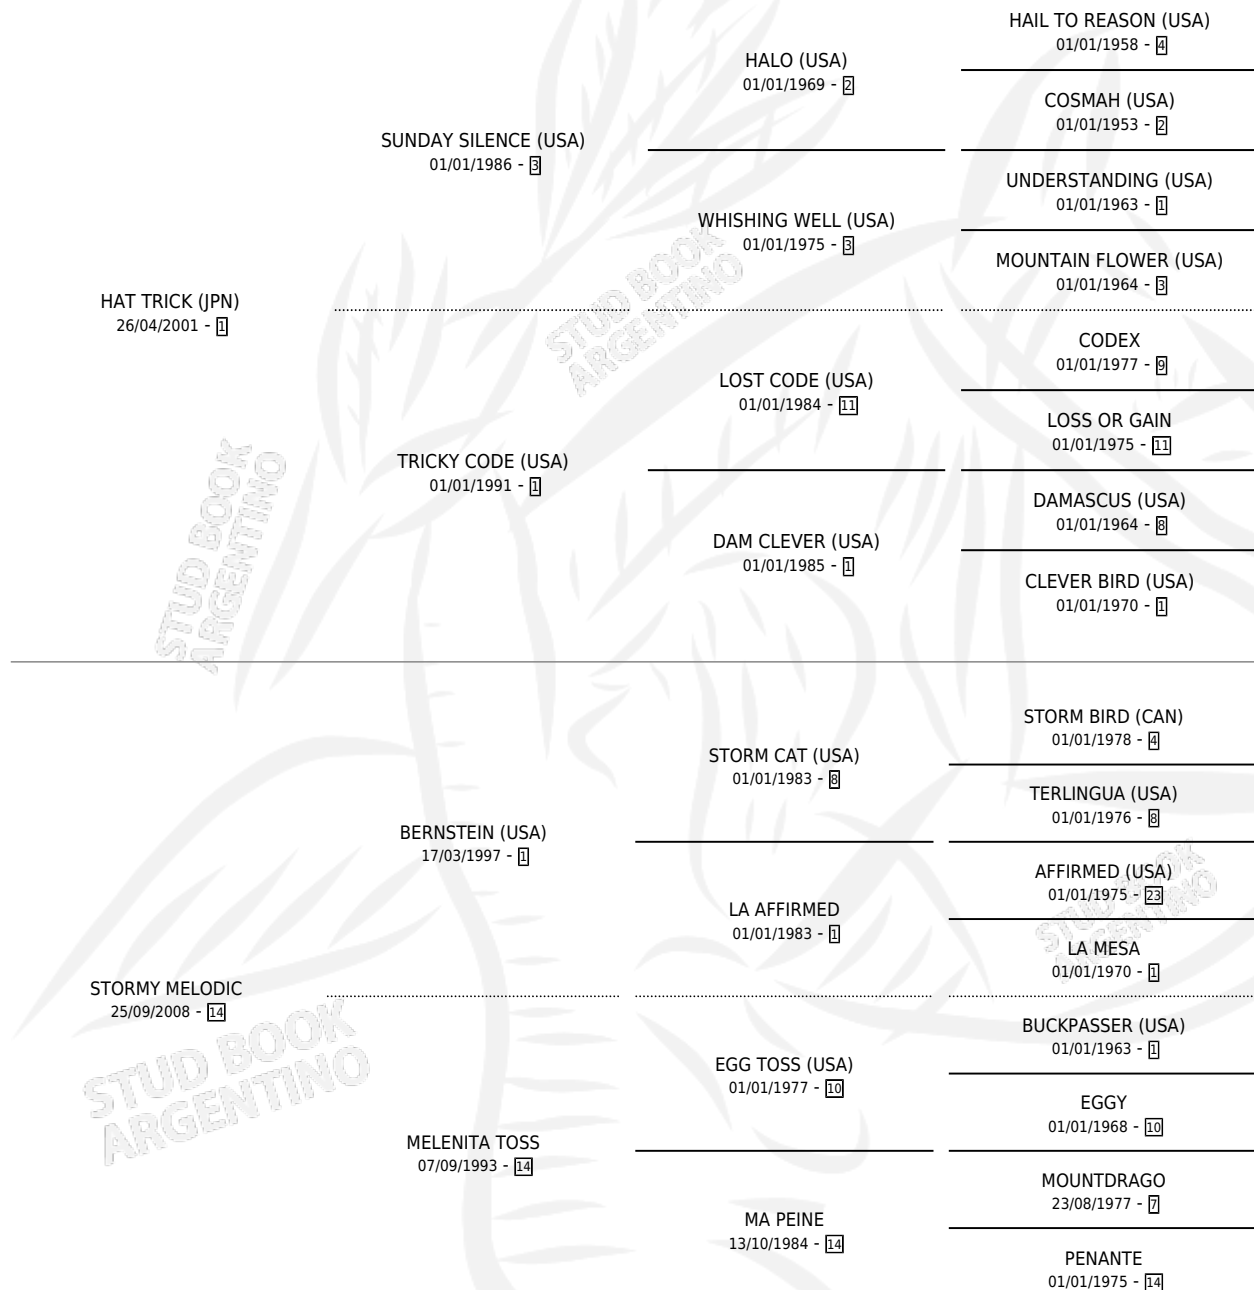 HAIL TO REASON (USA)
01/01/1958 - 4
HALO (USA)
01/01/1969 - 2
COSMAH (USA)
01/01/1953 - 2
SUNDAY SILENCE (USA)
01/01/1986 - 3
UNDERSTANDING (USA)
01/01/1963 - 1
WHISHING WELL (USA)
01/01/1975 - 3
MOUNTAIN FLOWER (USA)
01/01/1964 - 3
HAT TRICK (JPN)
26/04/2001 - 1
CODEX
01/01/1977 - 9
LOST CODE (USA)
01/01/1984 - 11
LOSS OR GAIN
01/01/1975 - 11
TRICKY CODE (USA)
01/01/1991 - 1
DAMASCUS (USA)
01/01/1964 - 8
DAM CLEVER (USA)
01/01/1985 - 1
CLEVER BIRD (USA)
01/01/1970 - 1
STORM BIRD (CAN)
01/01/1978 - 4
STORM CAT (USA)
01/01/1983 - 8
TERLINGUA (USA)
01/01/1976 - 8
BERNSTEIN (USA)
17/03/1997 - 1
AFFIRMED (USA)
01/01/1975 - 23
LA AFFIRMED
01/01/1983 - 1
LA MESA
01/01/1970 - 1
STORMY MELODIC
25/09/2008 - 14
BUCKPASSER (USA)
01/01/1963 - 1
EGG TOSS (USA)
01/01/1977 - 10
EGGY
01/01/1968 - 10
MELENITA TOSS
07/09/1993 - 14
MOUNTDRAGO
23/08/1977 - 7
MA PEINE
13/10/1984 - 14
PENANTE
01/01/1975 - 14
STUD BOOK
ARGENTINO
STUD BOOK
ARGENTINO
STUD BOOK
ARGENTINO
STUD BOOK
ARGENTINO